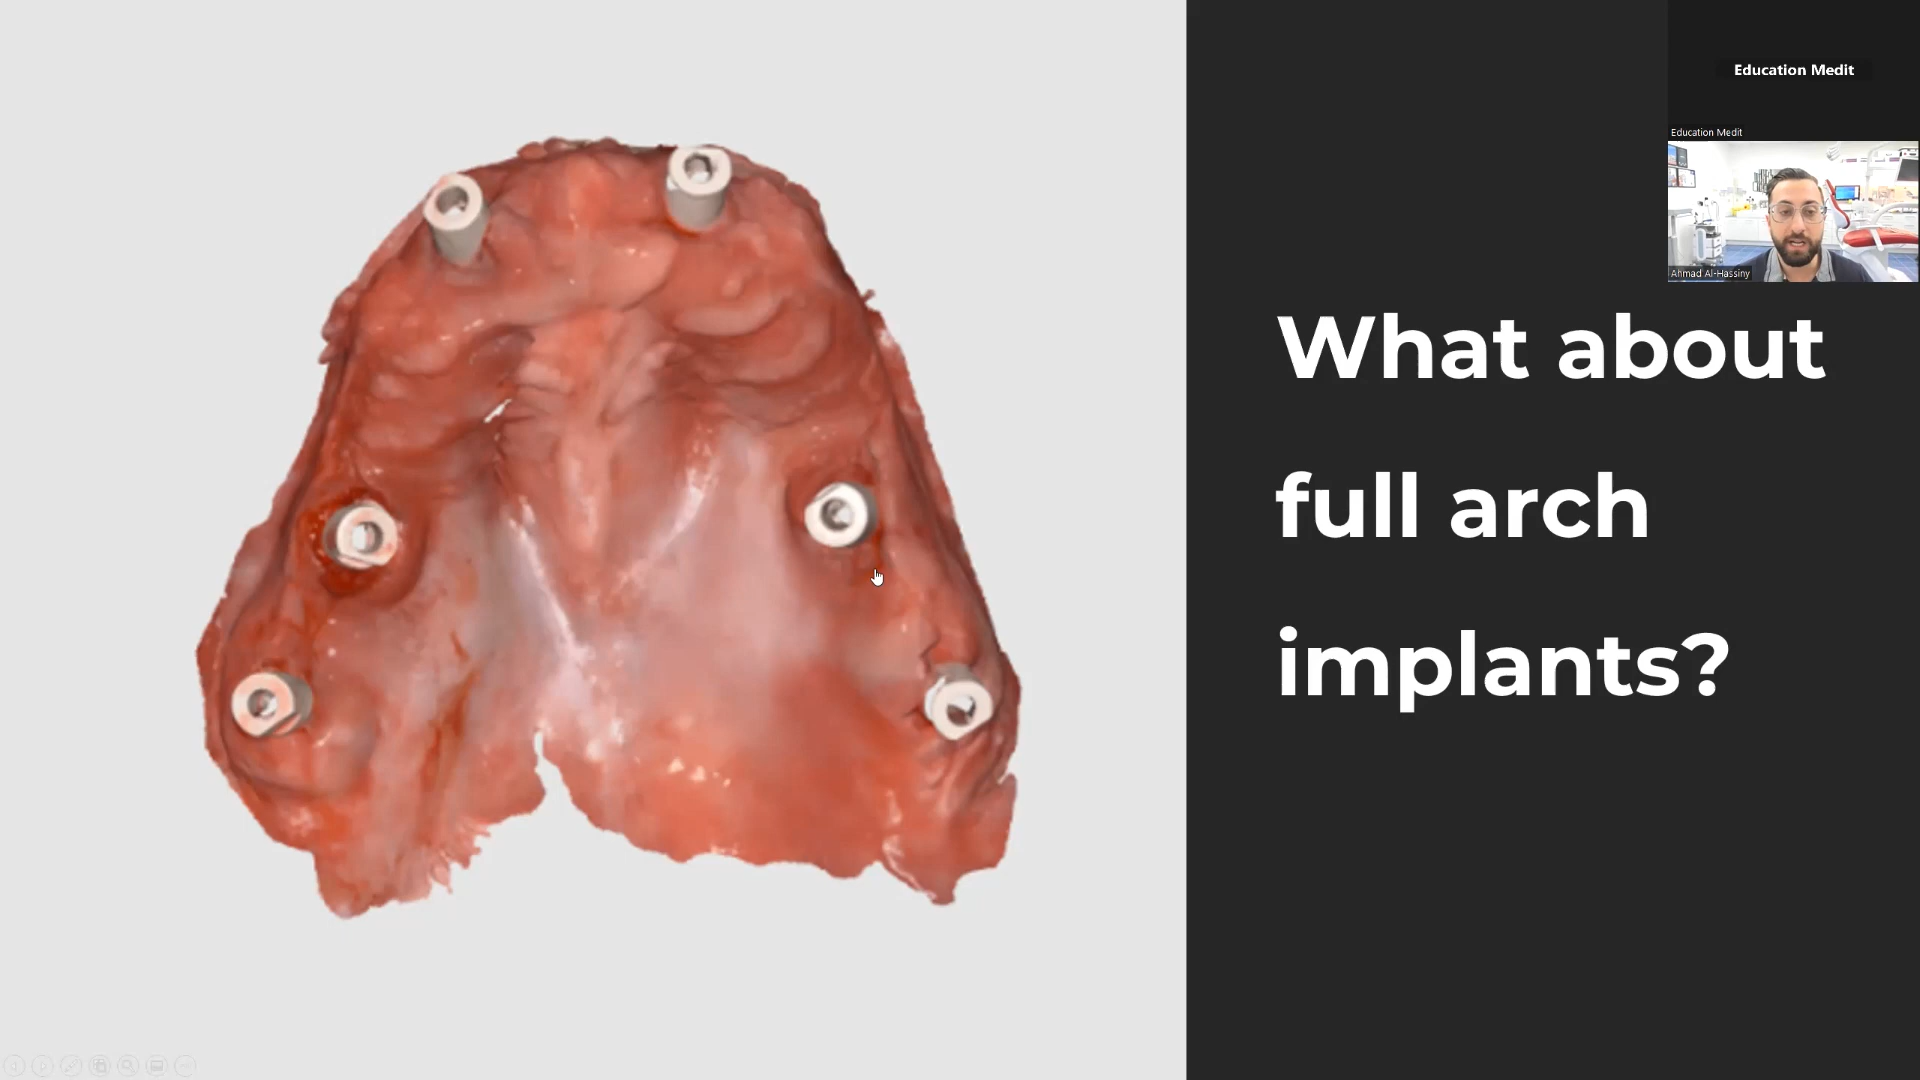 Education Medit
Education Medit
Ahmad Al-Hassiny
What about
full arch
implants?